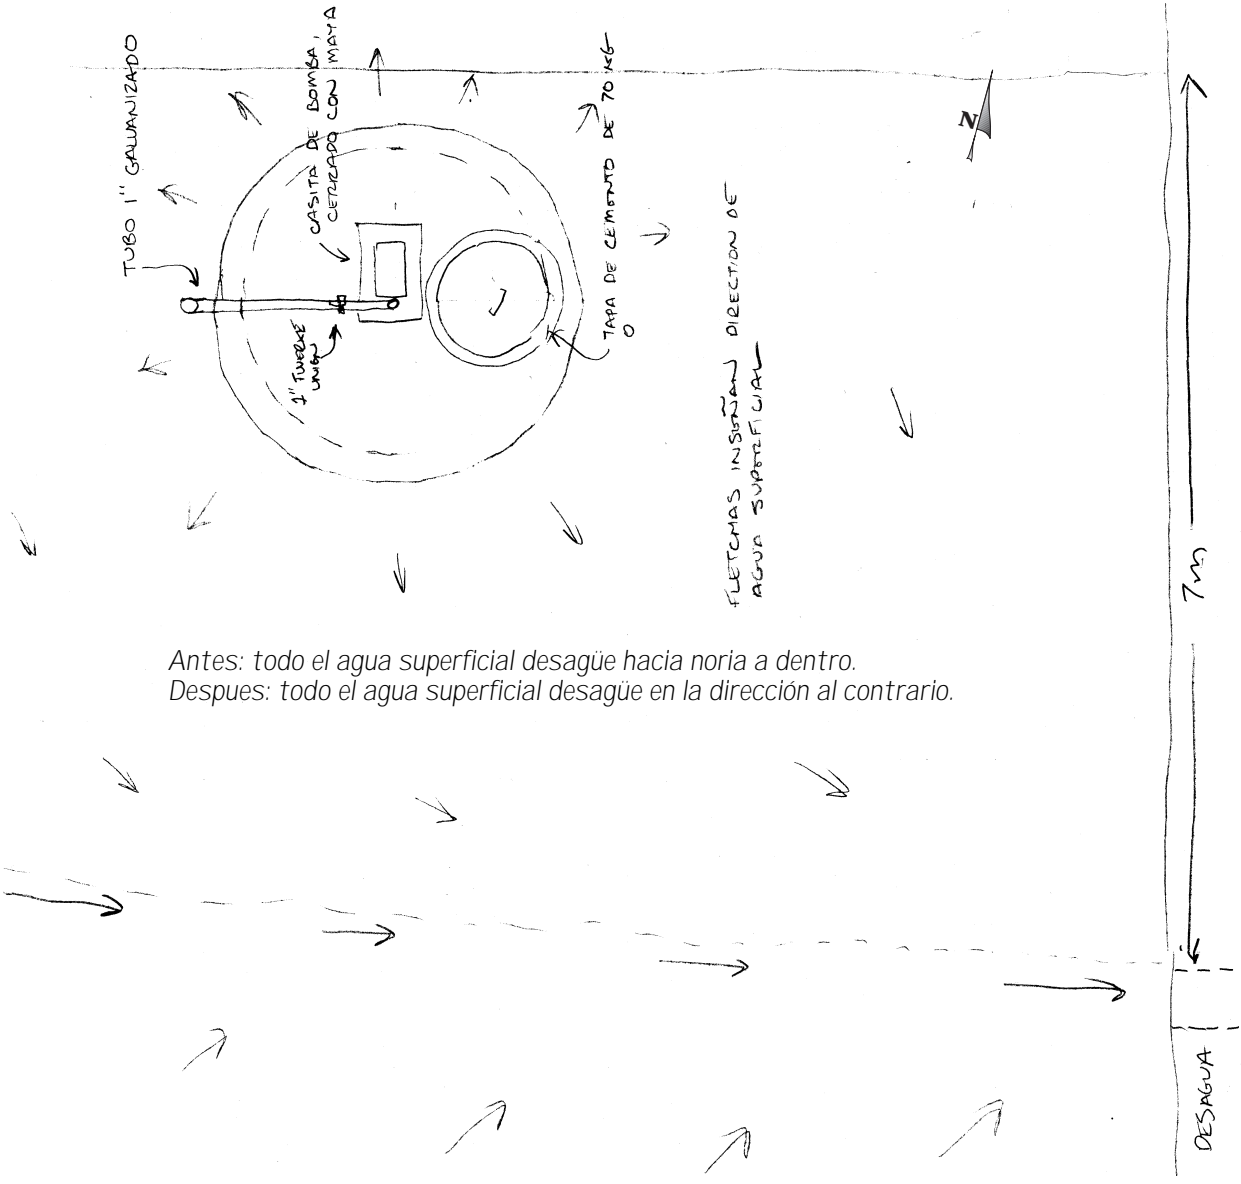 TUBO 1" GALVANIZADO
CASITA DE BOMBA,
CERRADO CON MAYA
TAPA DE CEMONTO DE 70 KG
O
1" TWERKE
UNION
N
FLETCHAS INSEÑAN DIRECTION DE
AGUA SUPERFICIAL
7m
Antes: todo el agua superficial desagüe hacia noria a dentro.
Despues: todo el agua superficial desagüe en la dirección al contrario.
DESAGUA